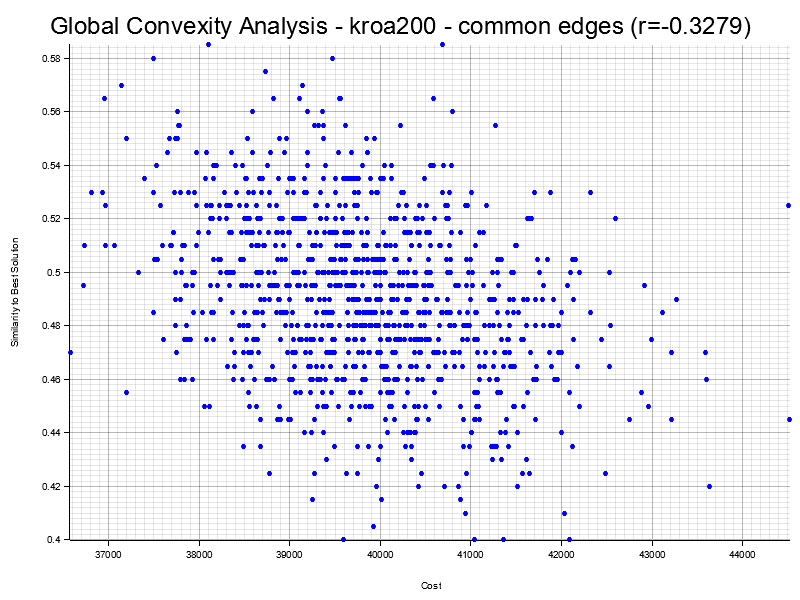 Global Convexity Analysis - kroa200 - common edges (r=-0.3279)
0.58
0.56
0.54
0.52
0.5
0.48
0.46
0.44
0.42
0.4
Similarity to Best Solution
37000 38000 39000 40000 41000 42000 43000 44000
Cost